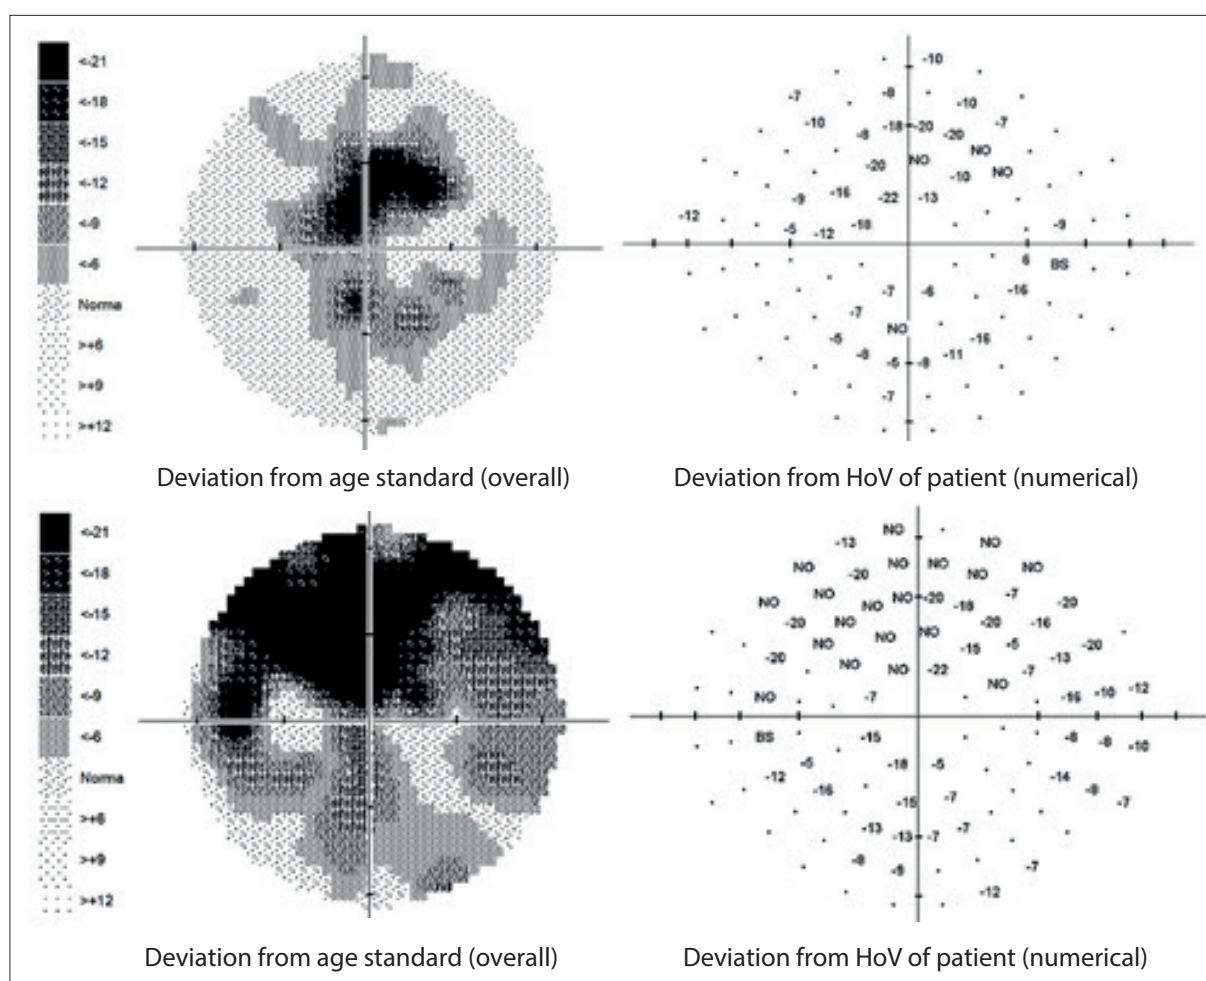 <-21
<-18
<-15
<-12
<-9
<-6
Norma
>+6
>+9
>+12
-10
-7 -8 -10
-10 -18 -20 -7
-8 -20
-20 NO NO
-10 NO
-9 -16 -22 -13
-12
-5 -12 -18 -9
6 BS
-7 -6 -16
-7
NO
-5 -16
-8 -11
-5 -8
-7
Deviation from age standard (overall)
Deviation from HoV of patient (numerical)
<-21
<-18
<-15
<-12
<-9
<-6
Norma
>+6
>+9
>+12
NO
-13 NO
NO NO NO NO
-20 NO
NO NO -20 -7
NO NO -18 -20
-20 NO -20 -16
NO NO NO -5 -20
-20 NO -15 -13
NO -22 -7
NO -7 NO -16 -10 -12
BS -15 -8 -8 -10
-5 -18 -5
-12 -14
-16 -15 -7 -9 -7
-13 -13 -7 -7
-8 -9 -7
-12
Deviation from age standard (overall)
Deviation from HoV of patient (numerical)